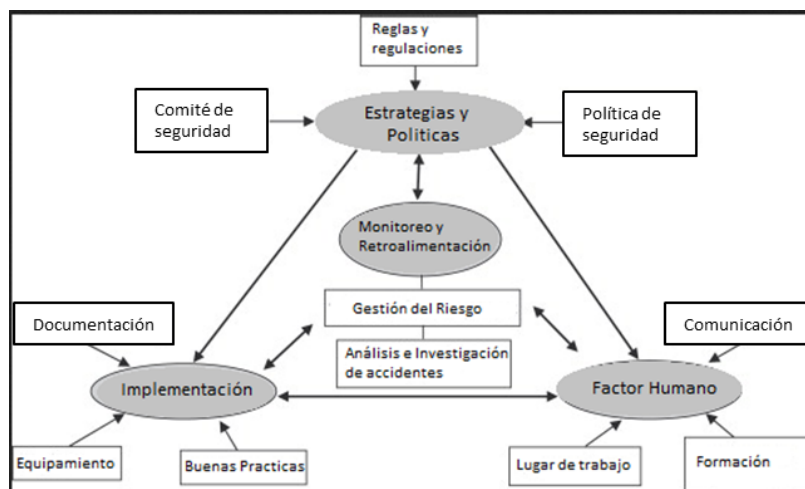 Reglas y
regulaciones
Comité de
seguridad
Estrategias y
Politicas
Política de
seguridad
Monitoreo y
Retroalimentación
Gestión del Riesgo
Documentación
Comunicación
Análisis e Investigación
de accidentes
Implementación
Factor Humano
Equipamiento
Buenas Practicas
Lugar de trabajo
Formación